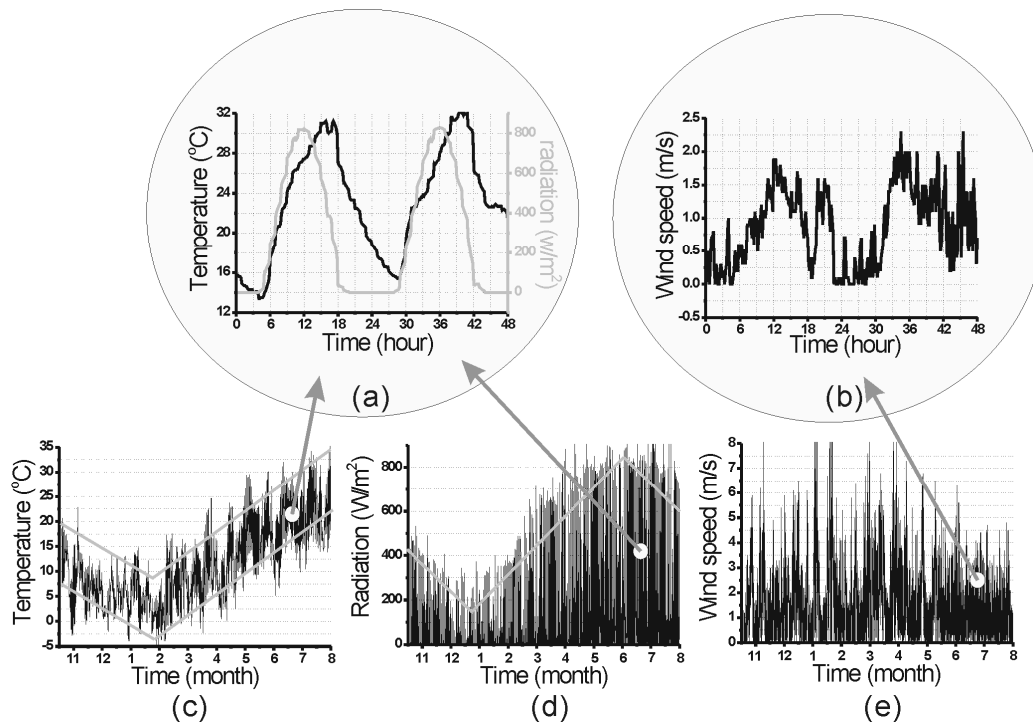 32
28
24
20
16
12
Temperature (ºC)
800
600
400
200
0
radiation (w/m²)
0 6 12 18 24 30 36 42 48
Time (hour)
(a)
2.5
2.0
1.5
1.0
0.5
0.0
-0.5
Wind speed (m/s)
0 6 12 18 24 30 36 42 48
Time (hour)
(b)
35
30
25
20
15
10
5
0
-5
Temperature (ºC)
11 12 1 2 3 4 5 6 7 8
Time (month)
(c)
800
600
400
200
0
Radiation (W/m²)
11 12 1 2 3 4 5 6 7 8
Time (month)
(d)
8
7
6
5
4
3
2
1
0
Wind speed (m/s)
11 12 1 2 3 4 5 6 7 8
Time (month)
(e)